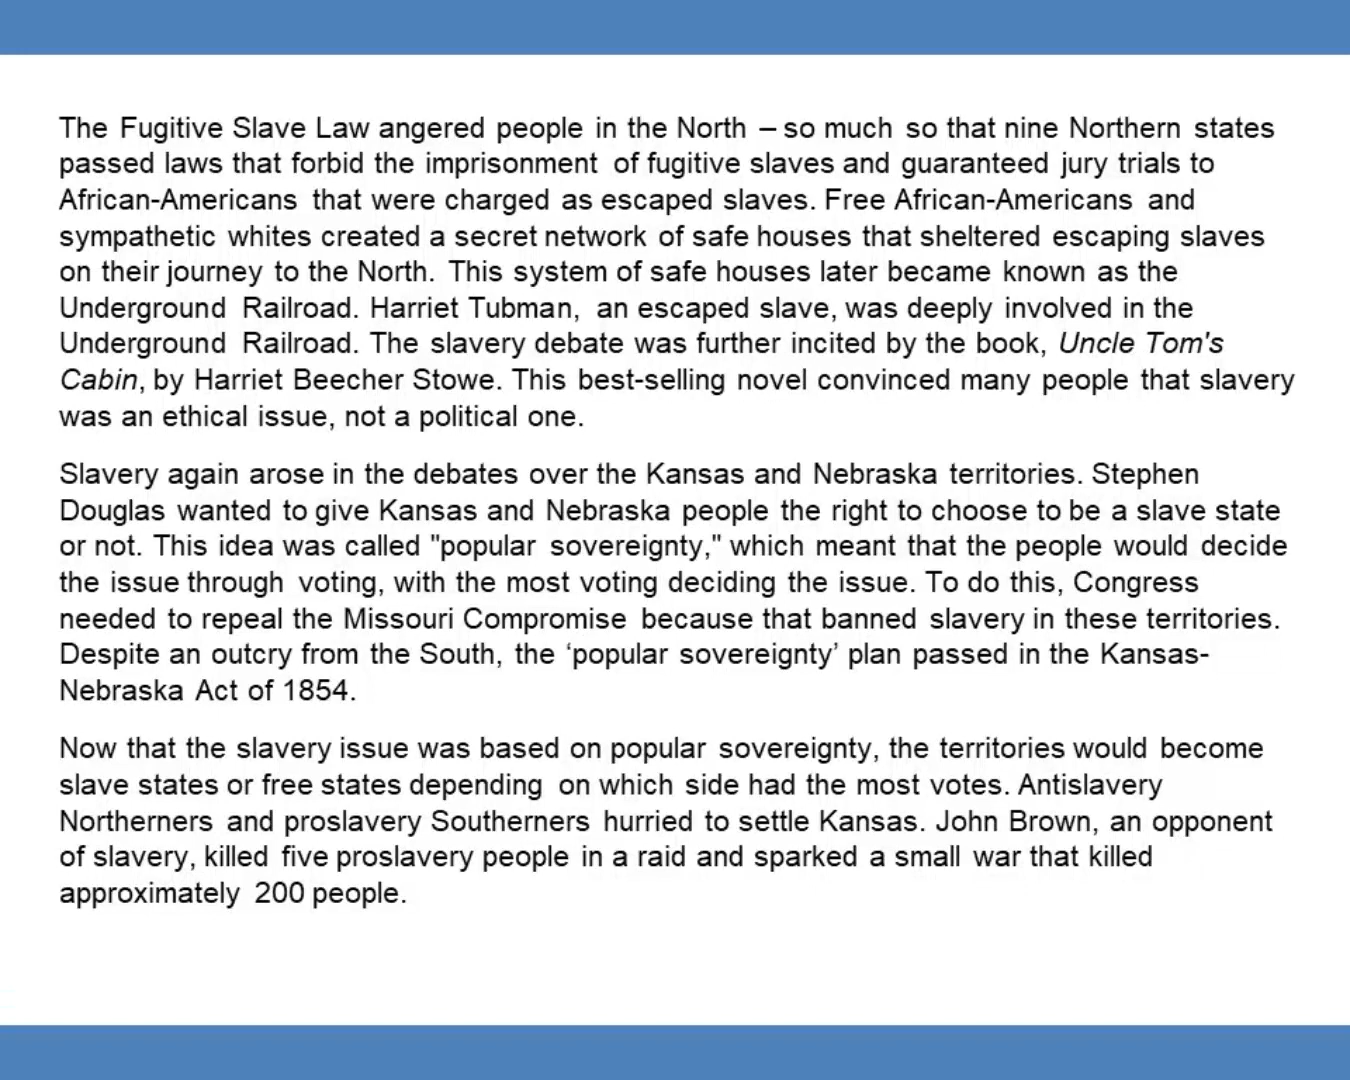 The Fugitive Slave Law angered people in the North – so much so that nine Northern states
passed laws that forbid the imprisonment of fugitive slaves and guaranteed jury trials to
African-Americans that were charged as escaped slaves. Free African-Americans and
sympathetic whites created a secret network of safe houses that sheltered escaping slaves
on their journey to the North. This system of safe houses later became known as the
Underground Railroad. Harriet Tubman, an escaped slave, was deeply involved in the
Underground Railroad. The slavery debate was further incited by the book, Uncle Tom's
Cabin, by Harriet Beecher Stowe. This best-selling novel convinced many people that slavery
was an ethical issue, not a political one.
Slavery again arose in the debates over the Kansas and Nebraska territories. Stephen
Douglas wanted to give Kansas and Nebraska people the right to choose to be a slave state
or not. This idea was called "popular sovereignty," which meant that the people would decide
the issue through voting, with the most voting deciding the issue. To do this, Congress
needed to repeal the Missouri Compromise because that banned slavery in these territories.
Despite an outcry from the South, the ‘popular sovereignty’ plan passed in the Kansas-
Nebraska Act of 1854.
Now that the slavery issue was based on popular sovereignty, the territories would become
slave states or free states depending on which side had the most votes. Antislavery
Northerners and proslavery Southerners hurried to settle Kansas. John Brown, an opponent
of slavery, killed five proslavery people in a raid and sparked a small war that killed
approximately 200 people.